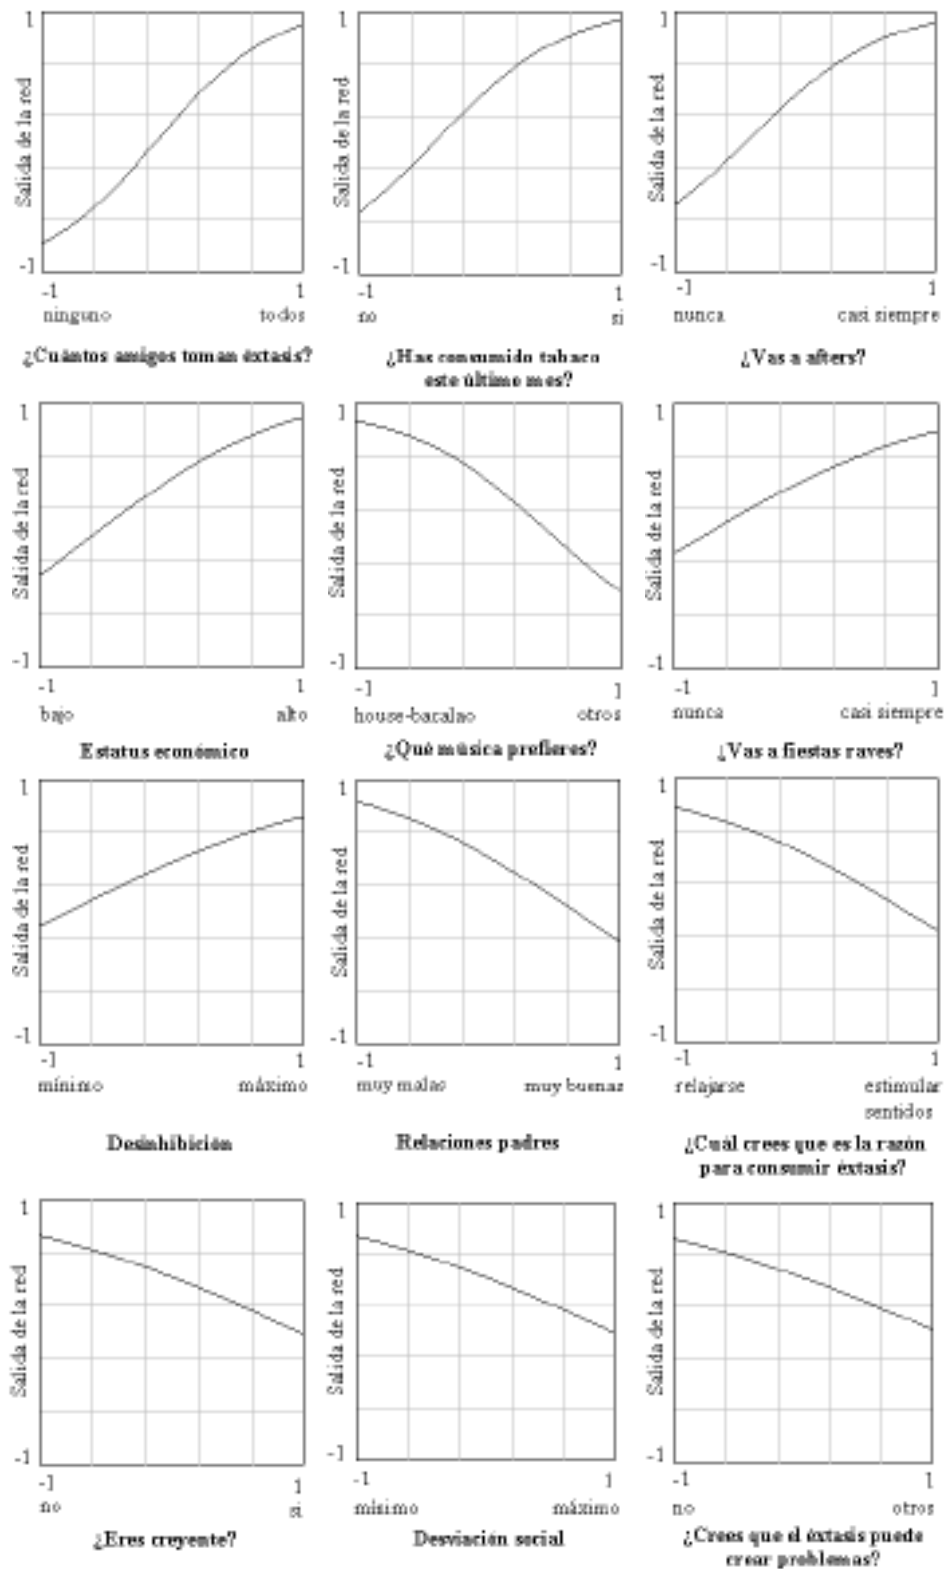 1
1
1
Salida de la red
Salida de la red
Salida de la red
-1
-1
-1
-1
1
-1
1
-1
1
ninguno
todos
no
si
nunca
casi siempre
¿Cuántos amigos toman éxtasis?
¿Has consumido tabaco
este último mes?
¿Vas a afters?
1
1
1
Salida de la red
Salida de la red
Salida de la red
-1
-1
-1
-1
1
-1
1
-1
1
bajo
alto
house-bacalao
otros
nunca
casi siempre
Estatus económico
¿Qué música prefieres?
¿Vas a fiestas raves?
1
1
1
Salida de la red
Salida de la red
Salida de la red
-1
-1
-1
-1
1
-1
1
-1
1
mínimo
máximo
muy malas
muy buenas
relajarse
estimular
sentidos
Desinhibición
Relaciones padres
¿Cuál crees que es la razón
para consumir éxtasis?
1
1
1
Salida de la red
Salida de la red
Salida de la red
-1
-1
-1
-1
1
-1
1
-1
1
no
si
mínimo
máximo
no
otros
¿Eres creyente?
Desviación social
¿Crees que el éxtasis puede
crear problemas?